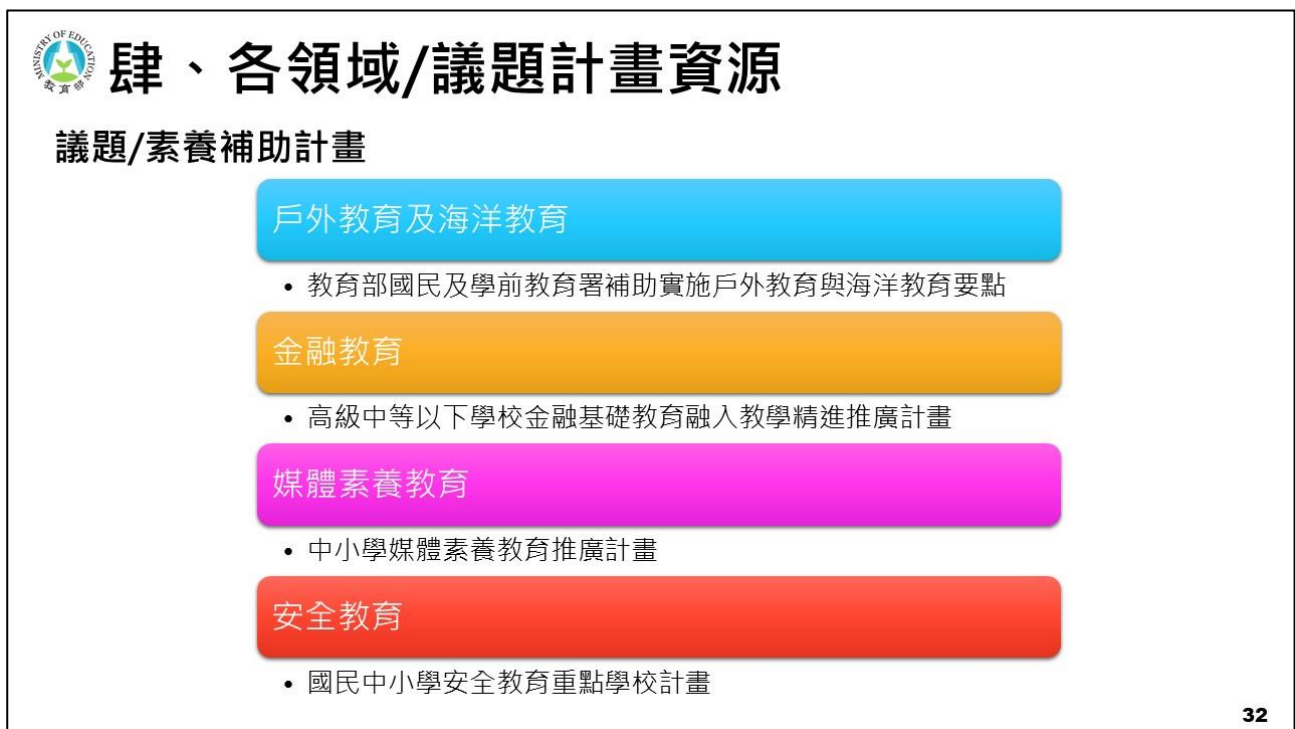 MINISTRY OF EDUCATION
教育部
肆、各領域/議題計畫資源
議題/素養補助計畫
戶外教育及海洋教育
• 教育部國民及學前教育署補助實施戶外教育與海洋教育要點
金融教育
• 高級中等以下學校金融基礎教育融入教學精進推廣計畫
媒體素養教育
• 中小學媒體素養教育推廣計畫
安全教育
• 國民中小學安全教育重點學校計畫
32